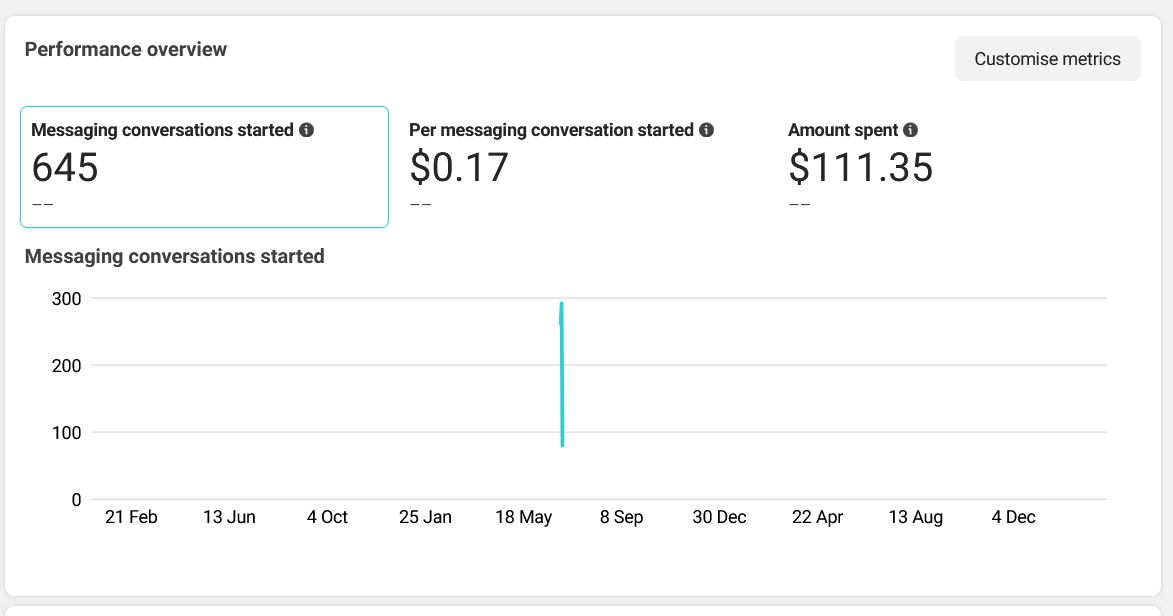 Performance overview
Customise metrics
Messaging conversations started
645
——
Per messaging conversation started
$0.17
——
Amount spent
$111.35
——
Messaging conversations started
300
200
100
0
21 Feb 13 Jun 4 Oct 25 Jan 18 May 8 Sep 30 Dec 22 Apr 13 Aug 4 Dec